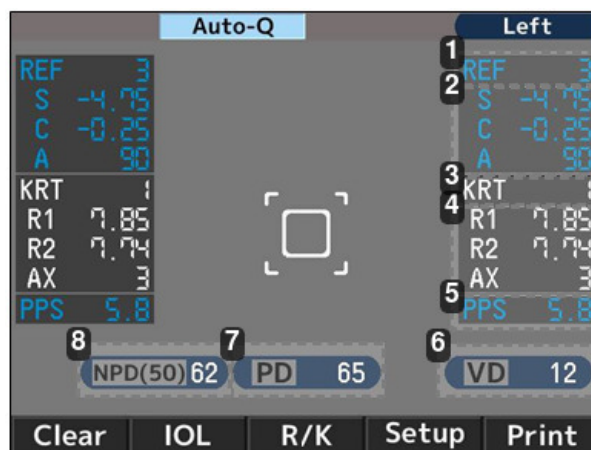 Auto-Q
Left
REF 3
S -4.75
C -0.25
A 90
KRT 1
R1 7.85
R2 7.74
AX 3
PPS 5.8
1
REF 3
2
S -4.75
C -0.25
A 90
3
KRT 1
4
R1 7.85
R2 7.74
AX 3
5
PPS 5.8
8
NPD(50) 62
7
PD 65
6
VD 12
Clear IOL R/K Setup Print